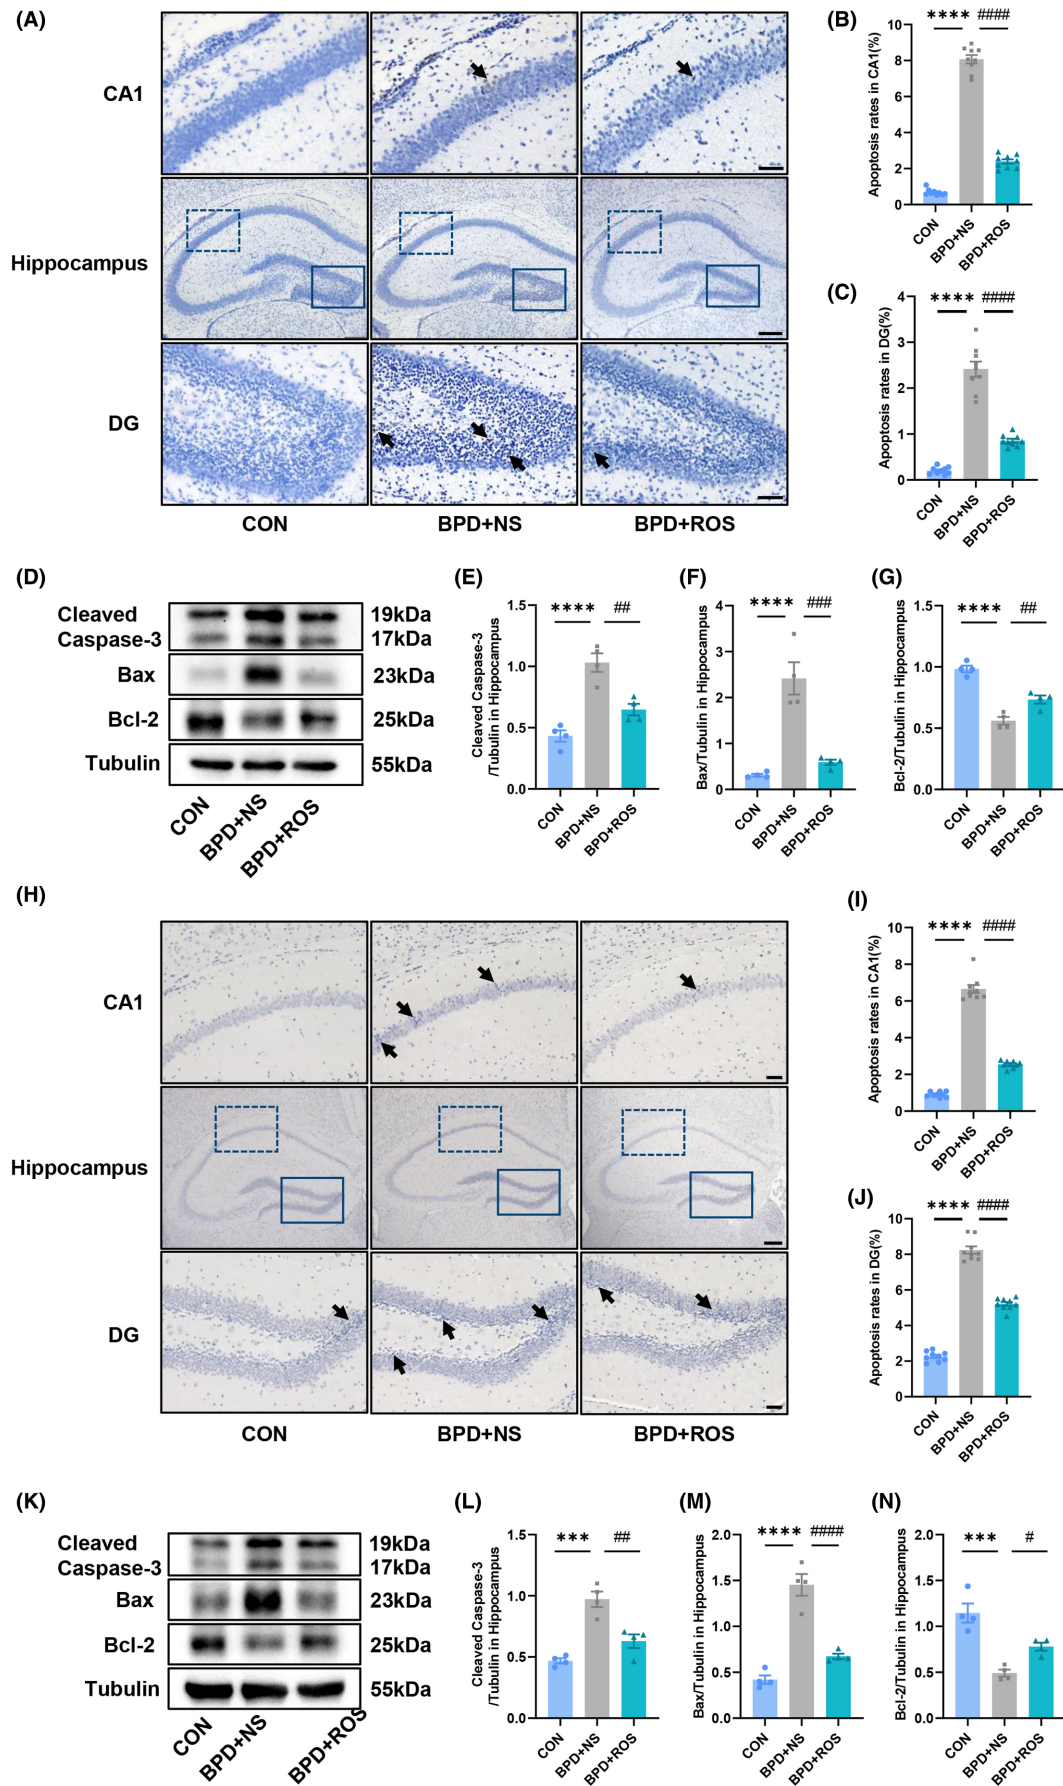 (A)
CA1
Hippocampus
DG
CON
BPD+NS
BPD+ROS
(B)
**** ####
Apoptosis rates in CA1(%)
10
8
6
4
2
0
CON
BPD+NS
BPD+ROS
(C)
**** ####
Apoptosis rates in DG(%)
4
3
2
1
0
CON
BPD+NS
BPD+ROS
(D)
Cleaved
Caspase-3
19kDa
17kDa
Bax
23kDa
Bcl-2
25kDa
Tubulin
55kDa
CON
BPD+NS
BPD+ROS
(E)
**** ##
Cleaved Caspase-3
/Tubulin in Hippocampus
1.5
1.0
0.5
0.0
CON
BPD+NS
BPD+ROS
(F)
**** ###
Bax/Tubulin in Hippocampus
4
3
2
1
0
CON
BPD+NS
BPD+ROS
(G)
**** ##
Bcl-2/Tubulin in Hippocampus
1.5
1.0
0.5
0.0
CON
BPD+NS
BPD+ROS
(H)
CA1
Hippocampus
DG
CON
BPD+NS
BPD+ROS
(I)
**** ####
Apoptosis rates in CA1(%)
10
8
6
4
2
0
CON
BPD+NS
BPD+ROS
(J)
**** ####
Apoptosis rates in DG(%)
10
8
6
4
2
0
CON
BPD+NS
BPD+ROS
(K)
Cleaved
Caspase-3
19kDa
17kDa
Bax
23kDa
Bcl-2
25kDa
Tubulin
55kDa
CON
BPD+NS
BPD+ROS
(L)
*** ##
Cleaved Caspase-3
/Tubulin in Hippocampus
1.5
1.0
0.5
0.0
CON
BPD+NS
BPD+ROS
(M)
**** ####
Bax/Tubulin in Hippocampus
2.0
1.5
1.0
0.5
0.0
CON
BPD+NS
BPD+ROS
(N)
*** #
Bcl-2/Tubulin in Hippocampus
2.0
1.5
1.0
0.5
0.0
CON
BPD+NS
BPD+ROS